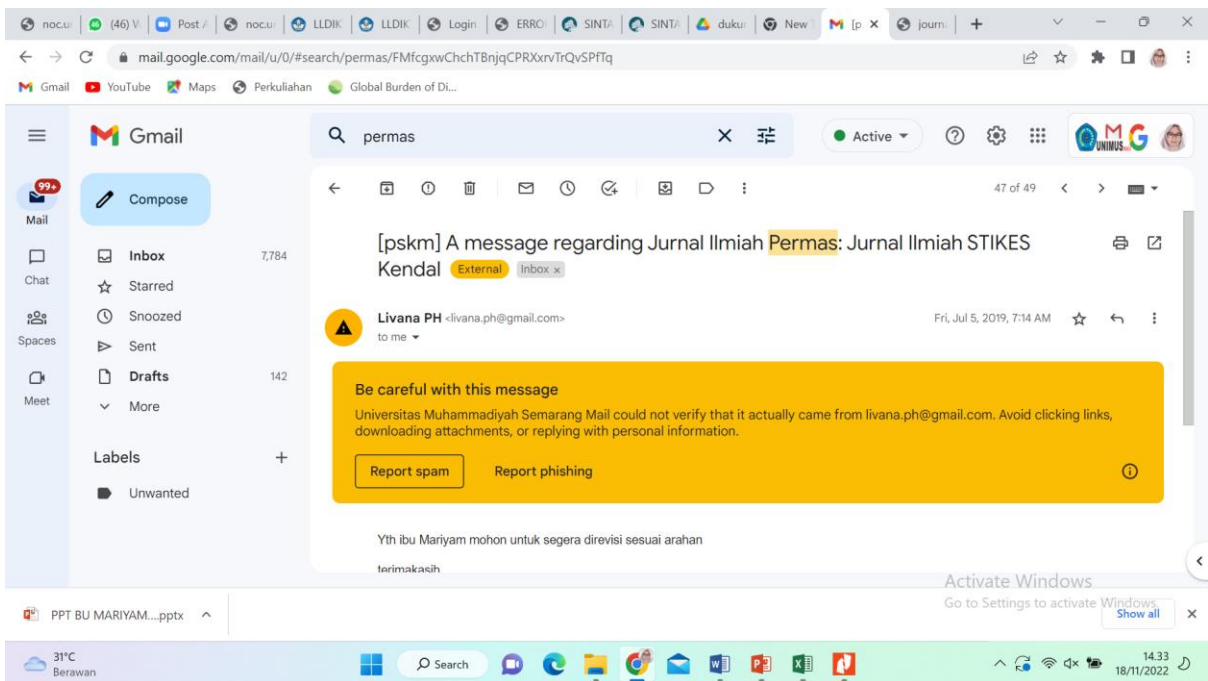 noc.ur
(46) V
Post /
noc.ur
LLDIK
LLDIK
Login
ERRO
SINTA
SINTA
dukur
New
[p
journ
mail.google.com/mail/u/0/#search/permas/FMfcgxwChchTBnjqCPRXxrvTrQvSPfTq
Gmail
YouTube
Maps
Perkuliahan
Global Burden of Di...
Gmail
permas
Active
UNIMUS
99+
Mail
Compose
47 of 49
[pskm] A message regarding Jurnal Ilmiah Permas: Jurnal Ilmiah STIKES
Kendal External Inbox x
Inbox 7,784
Chat
Starred
Snoozed
Spaces
Sent
Drafts 142
Meet
More
Labels +
Unwanted
Livana PH <livana.ph@gmail.com>
Fri, Jul 5, 2019, 7:14 AM
to me
Be careful with this message
Universitas Muhammadiyah Semarang Mail could not verify that it actually came from livana.ph@gmail.com. Avoid clicking links,
downloading attachments, or replying with personal information.
Report spam
Report phishing
Yth ibu Mariyam mohon untuk segera direvisi sesuai arahan
terimakasih
Activate Windows
Go to Settings to activate Windows.
PPT BU MARIYAM....pptx
Show all
31°C
Berawan
Search
14.33
18/11/2022